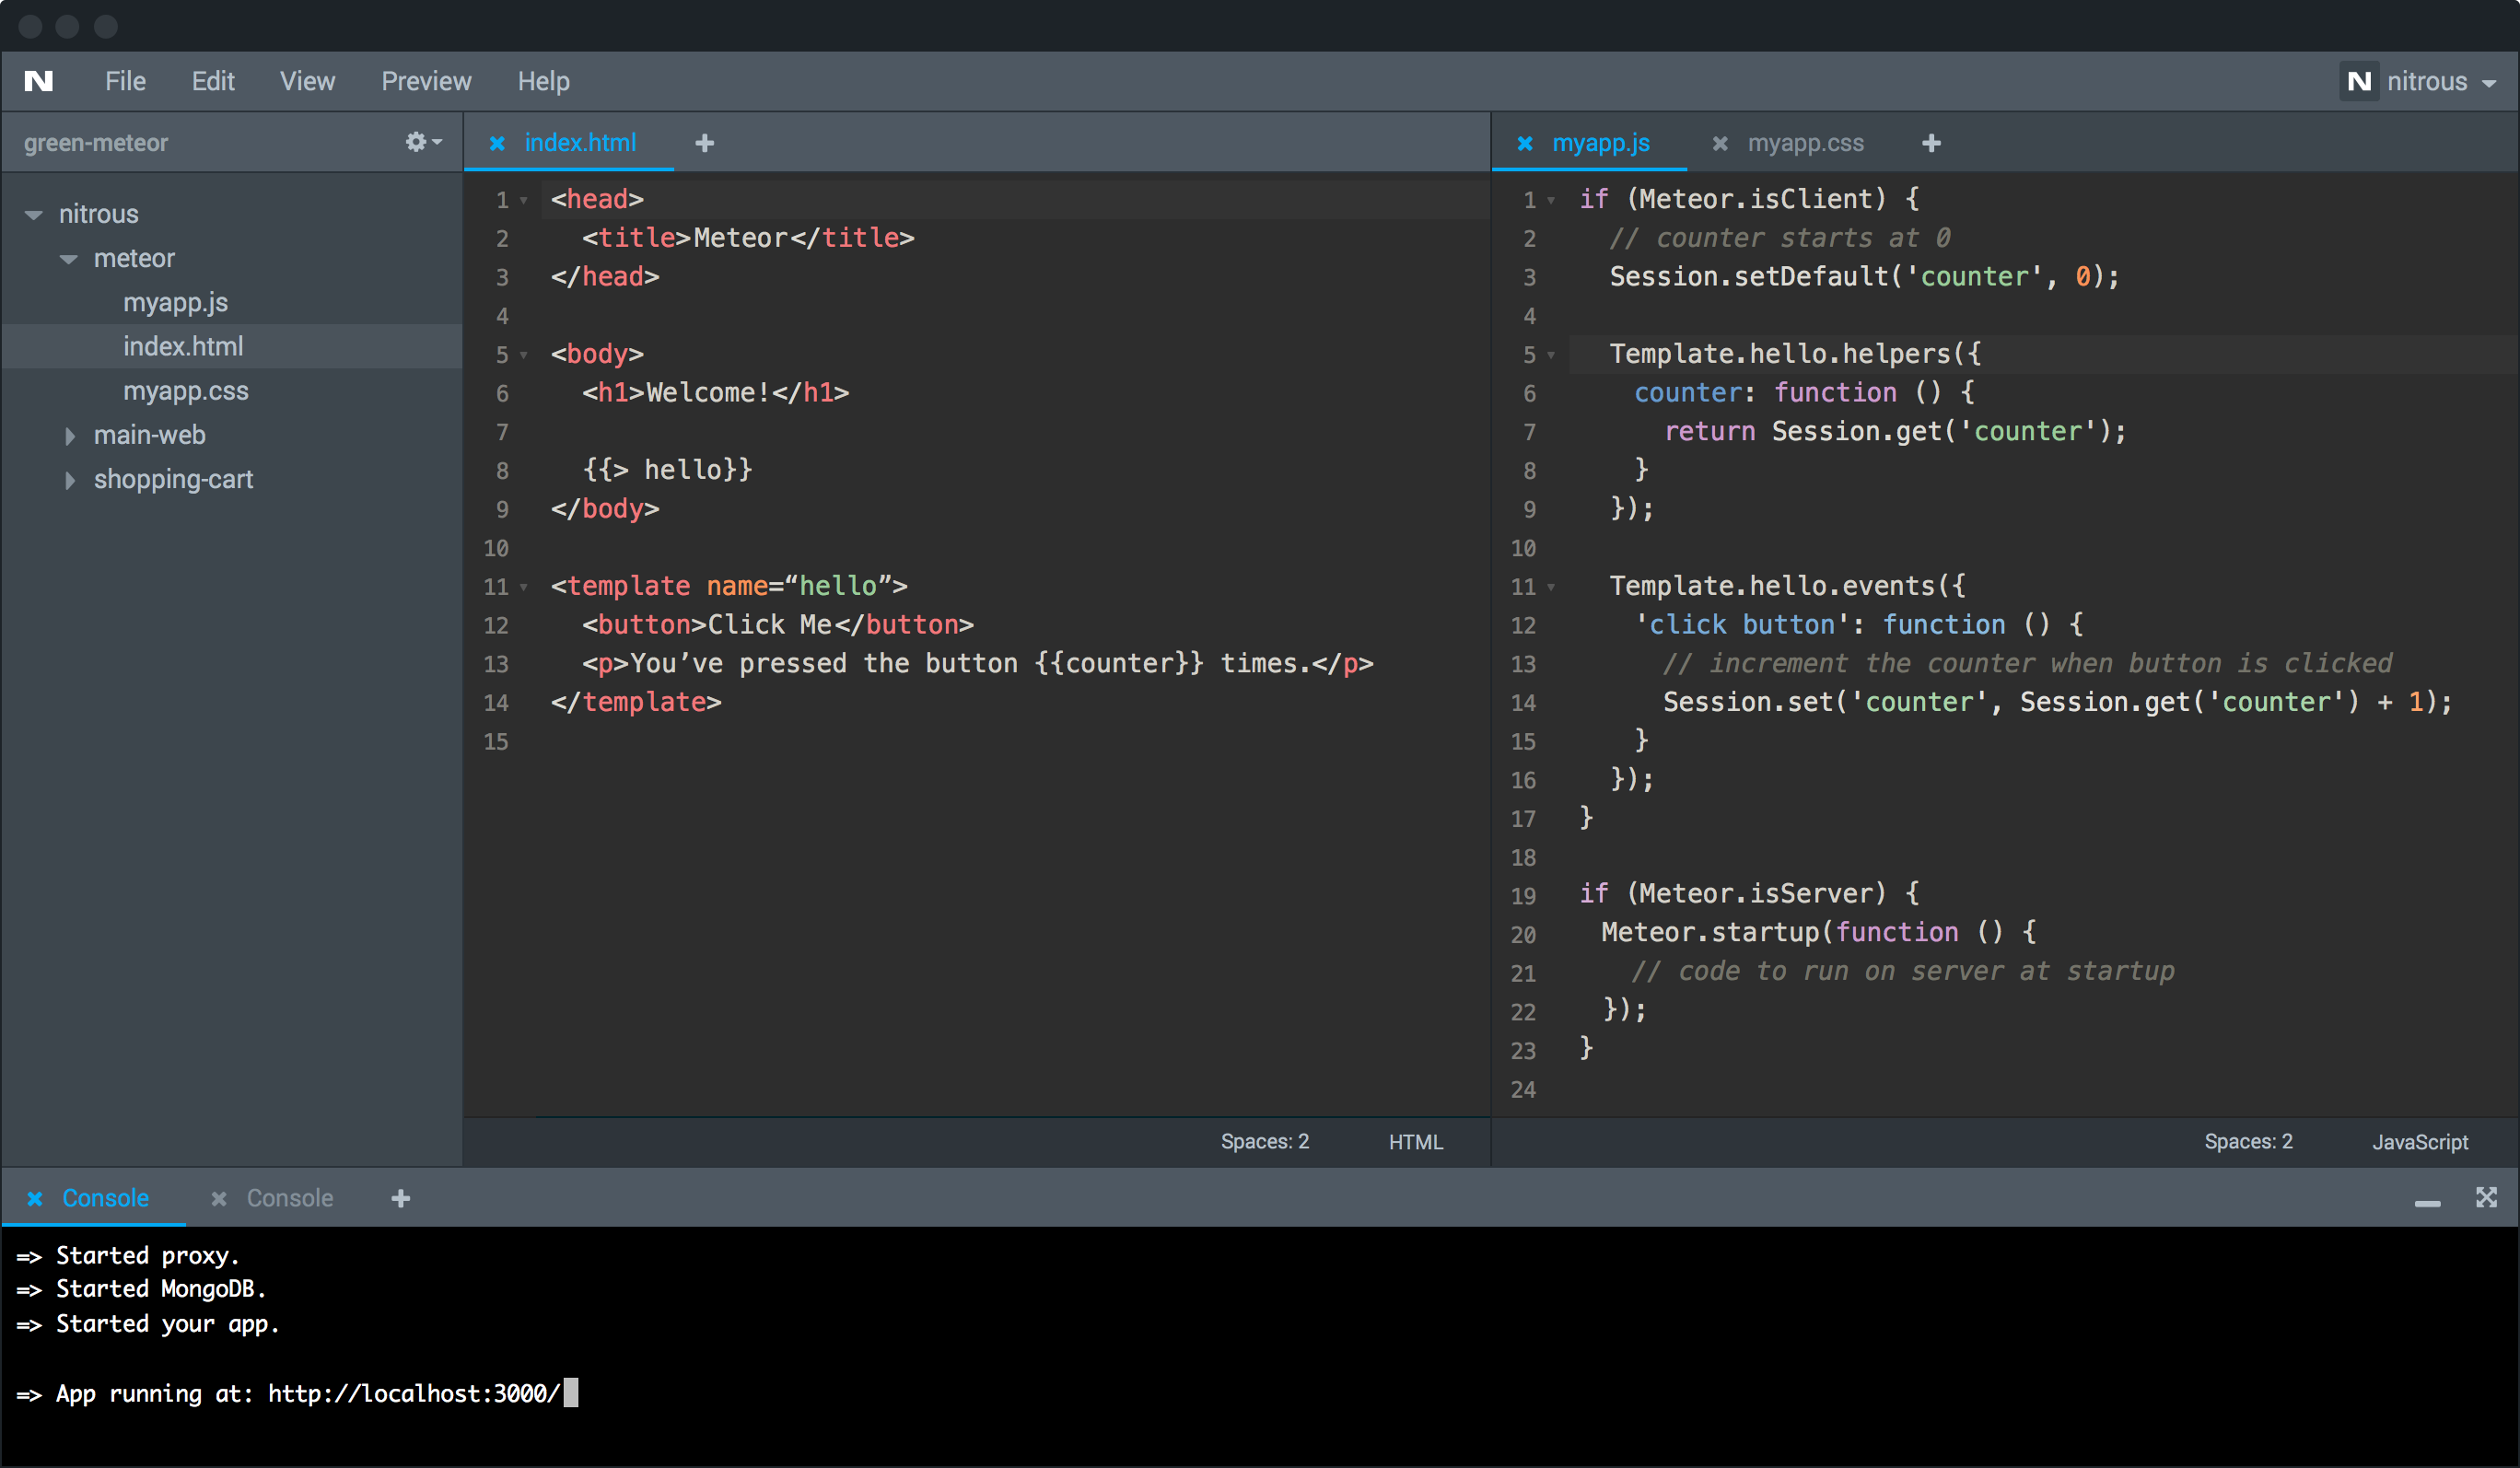 N File Edit View Preview Help N nitrous
green-meteor
nitrous
meteor
myapp.js
index.html
myapp.css
main-web
shopping-cart
index.html
1 <head>
2 <title>Meteor</title>
3 </head>
4
5 <body>
6 <h1>Welcome!</h1>
7
8 {{> hello}}
9 </body>
10
11 <template name=“hello”>
12 <button>Click Me</button>
13 <p>You’ve pressed the button {{counter}} times.</p>
14 </template>
15
Spaces: 2 HTML
myapp.js myapp.css
1 if (Meteor.isClient) {
2 // counter starts at 0
3 Session.setDefault('counter', 0);
4
5 Template.hello.helpers({
6 counter: function () {
7 return Session.get('counter');
8 }
9 });
10
11 Template.hello.events({
12 'click button': function () {
13 // increment the counter when button is clicked
14 Session.set('counter', Session.get('counter') + 1);
15 }
16 });
17 }
18
19 if (Meteor.isServer) {
20 Meteor.startup(function () {
21 // code to run on server at startup
22 });
23 }
24
Spaces: 2 JavaScript
Console Console
=> Started proxy.
=> Started MongoDB.
=> Started your app.
=> App running at: http://localhost:3000/